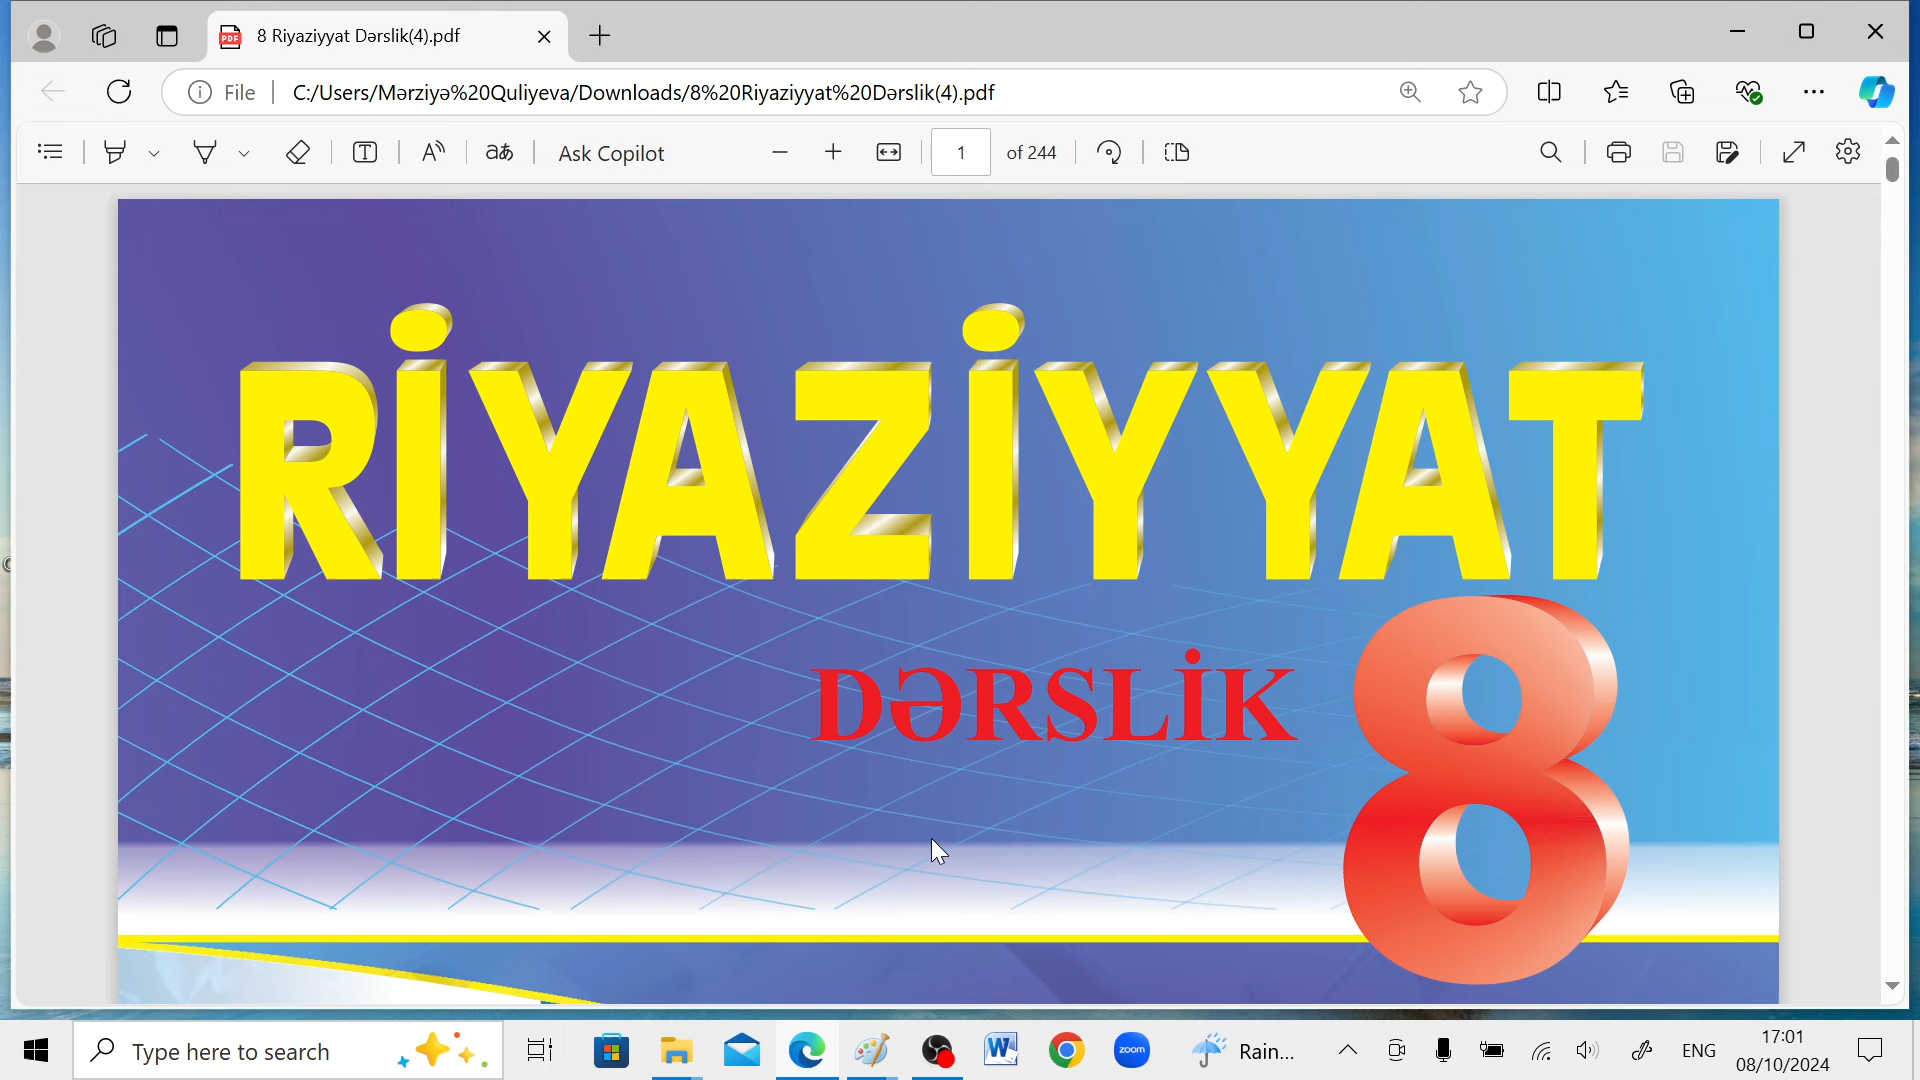 8 Riyaziyyat Dərslik(4).pdf
File
C:/Users/Mərziyə%20Quliyeva/Downloads/8%20Riyaziyyat%20Dərslik(4).pdf
Ask Copilot
1 of 244
RİYAZİYYAT
DƏRSLİK
8
Type here to search
zoom
Rain...
ENG
17:01
08/10/2024